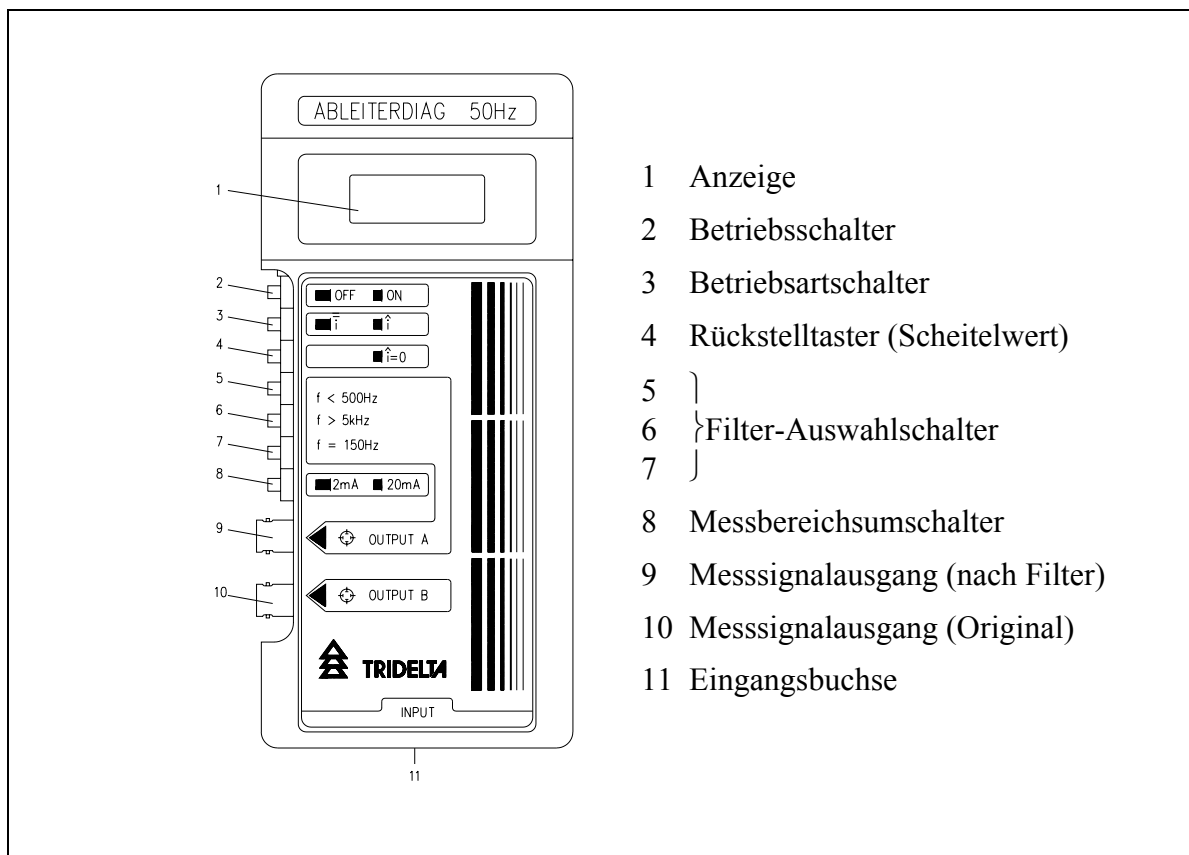 ABLEITERDIAG 50Hz
1
2
3
4
5
6
7
8
9
10
OFF ON
i̅̅ î
î=0
f < 500Hz
f > 5kHz
f = 150Hz
2mA 20mA
OUTPUT A
OUTPUT B
TRIDELTA
INPUT
11
1 Anzeige
2 Betriebsschalter
3 Betriebsartschalter
4 Rückstelltaster (Scheitelwert)
5
6 Filter-Auswahlschalter
7
8 Messbereichsumschalter
9 Messsignalausgang (nach Filter)
10 Messsignalausgang (Original)
11 Eingangsbuchse